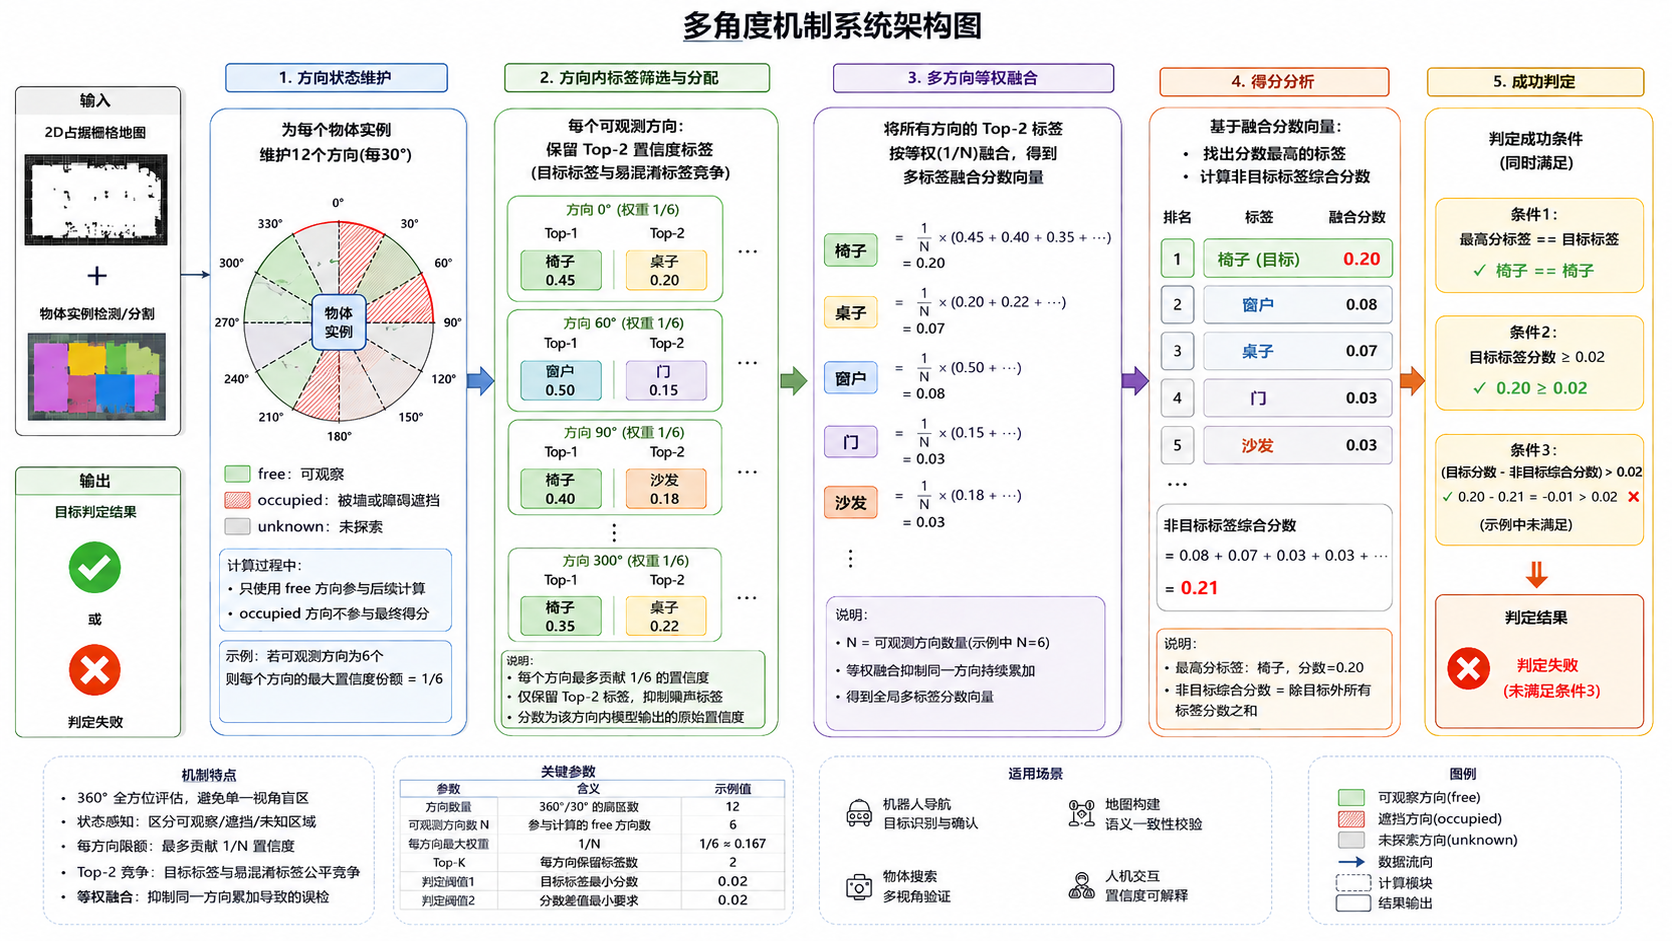 多角度机制系统架构图
输入
2D占据栅格地图
+
物体实例检测/分割
输出
目标判定结果
或
判定失败
1. 方向状态维护
为每个物体实例
维护12个方向(每30°)
0°
30°
60°
90°
120°
150°
180°
210°
240°
270°
300°
330°
物体
实例
free：可观察
occupied：被墙或障碍遮挡
unknown：未探索
计算过程中：
• 只使用 free 方向参与后续计算
• occupied 方向不参与最终得分
示例：若可观测方向为6个
则每个方向的最大置信度份额 = 1/6
2. 方向内标签筛选与分配
每个可观测方向：
保留 Top-2 置信度标签
(目标标签与易混淆标签竞争)
方向 0° (权重 1/6)
Top-1 Top-2
椅子 桌子
0.45 0.20
...
方向 60° (权重 1/6)
Top-1 Top-2
窗户 门
0.50 0.15
...
方向 90° (权重 1/6)
Top-1 Top-2
椅子 沙发
0.40 0.18
...
⋮
方向 300° (权重 1/6)
Top-1 Top-2
椅子 桌子
0.35 0.22
...
说明：
• 每个方向最多贡献 1/6 的置信度
• 仅保留 Top-2 标签，抑制噪声标签
• 分数为该方向内模型输出的原始置信度
3. 多方向等权融合
将所有方向的 Top-2 标签
按等权(1/N)融合，得到
多标签融合分数向量
椅子 = 1/N × (0.45 + 0.40 + 0.35 + ···)
= 0.20
桌子 = 1/N × (0.20 + 0.22 + ···)
= 0.07
窗户 = 1/N × (0.50 + ···)
= 0.08
门 = 1/N × (0.15 + ···)
= 0.03
沙发 = 1/N × (0.18 + ···)
= 0.03
⋮
说明：
• N = 可观测方向数量(示例中 N=6)
• 等权融合抑制同一方向持续累加
• 得到全局多标签分数向量
4. 得分分析
基于融合分数向量：
• 找出分数最高的标签
• 计算非目标标签综合分数
排名 标签 融合分数
1 椅子 (目标) 0.20
2 窗户 0.08
3 桌子 0.07
4 门 0.03
5 沙发 0.03
...
非目标标签综合分数
= 0.08 + 0.07 + 0.03 + 0.03 + ···
= 0.21
说明：
• 最高分标签：椅子，分数=0.20
• 非目标综合分数 = 除目标外所有
标签分数之和
5. 成功判定
判定成功条件
(同时满足)
条件1：
最高分标签 == 目标标签
✓ 椅子 == 椅子
条件2：
目标标签分数 ≥ 0.02
✓ 0.20 ≥ 0.02
条件3：
(目标分数 - 非目标综合分数) > 0.02
✓ 0.20 - 0.21 = -0.01 > 0.02 ✗
(示例中未满足)
判定结果
判定失败
(未满足条件3)
机制特点
• 360° 全方位评估，避免单一视角盲区
• 状态感知：区分可观察/遮挡/未知区域
• 每方向限额：最多贡献 1/N 置信度
• Top-2 竞争：目标标签与易混淆标签公平竞争
• 等权融合：抑制同一方向累加导致的误检
关键参数
参数 含义 示例值
方向数量 360°/30° 的扇区数 12
可观测方向数 N 参与计算的 free 方向数 6
每方向最大权重 1/N 1/6 ≈ 0.167
Top-K 每方向保留标签数 2
判定阈值1 目标标签最小分数 0.02
判定阈值2 分数差值最小要求 0.02
适用场景
机器人导航
目标识别与确认
地图构建
语义一致性校验
物体搜索
多视角验证
人机交互
置信度可解释
图例
可观察方向(free)
遮挡方向(occupied)
未探索方向(unknown)
数据流向
计算模块
结果输出